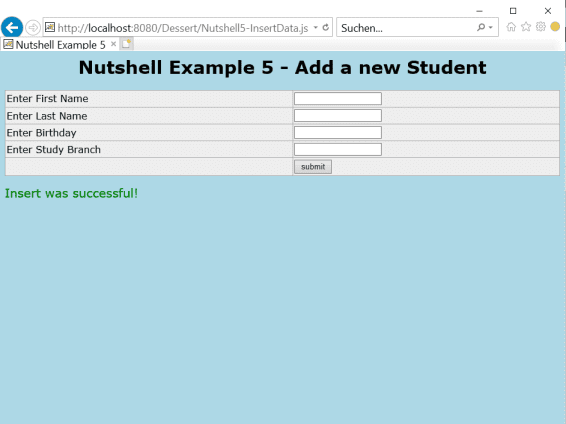 http://localhost:8080/Dessert/Nutshell5-InsertData.js
Suchen...
Nutshell Example 5
Nutshell Example 5 - Add a new Student
Enter First Name
Enter Last Name
Enter Birthday
Enter Study Branch
submit
Insert was successful!